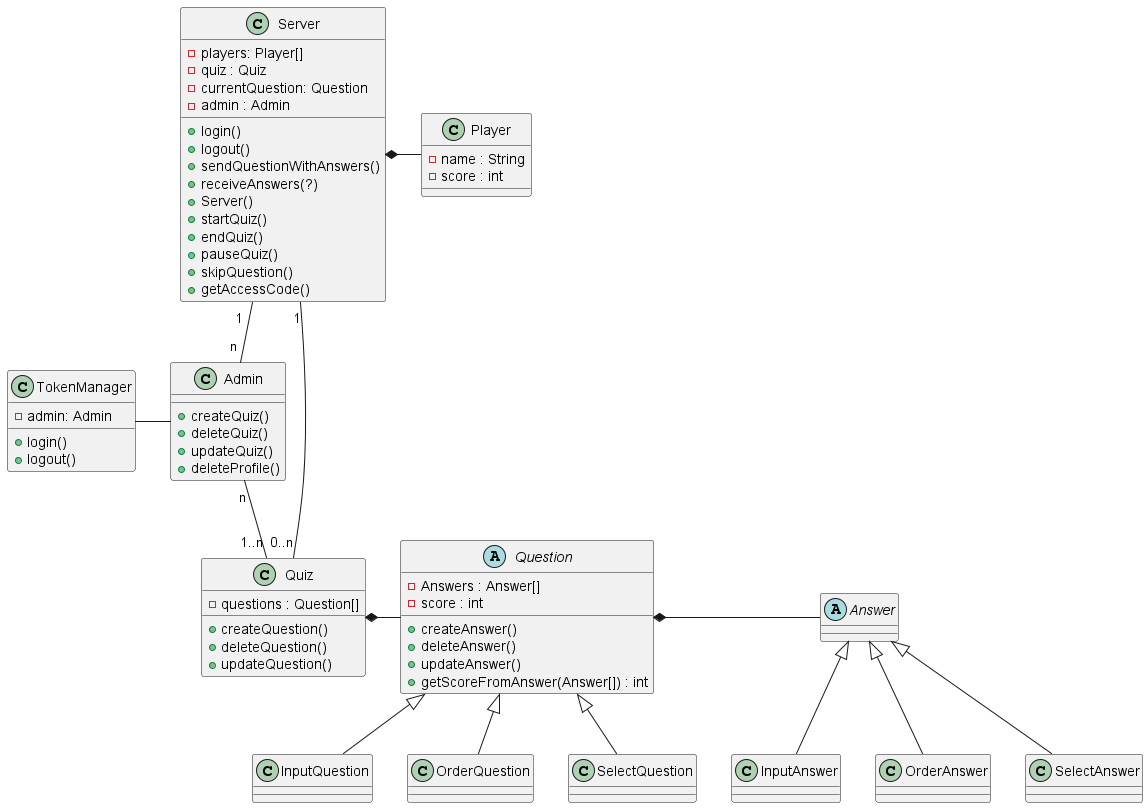 C Server
players: Player[]
quiz : Quiz
currentQuestion: Question
admin : Admin
login()
logout()
sendQuestionWithAnswers()
receiveAnswers(?)
Server()
startQuiz()
endQuiz()
pauseQuiz()
skipQuestion()
getAccessCode()
C Player
name : String
score : int
1
1
n
C TokenManager
admin: Admin
login()
logout()
C Admin
createQuiz()
deleteQuiz()
updateQuiz()
deleteProfile()
n
1..n
0..n
C Quiz
questions : Question[]
createQuestion()
deleteQuestion()
updateQuestion()
A Question
Answers : Answer[]
score : int
createAnswer()
deleteAnswer()
updateAnswer()
getScoreFromAnswer(Answer[]) : int
A Answer
C InputQuestion
C OrderQuestion
C SelectQuestion
C InputAnswer
C OrderAnswer
C SelectAnswer